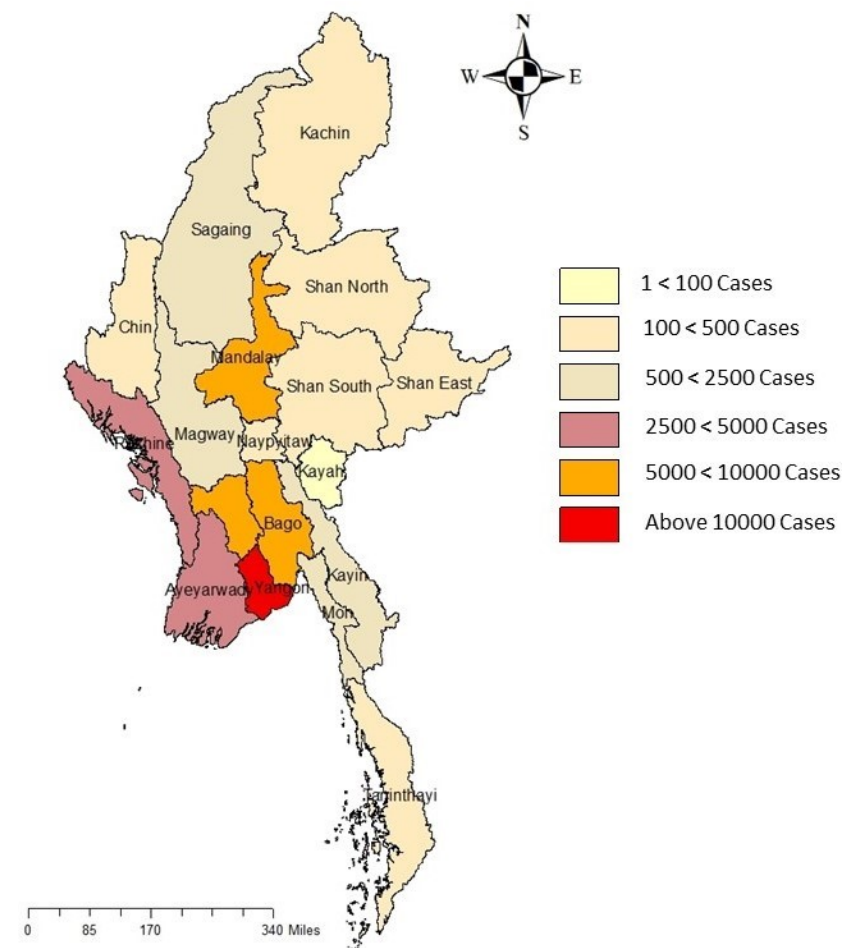 N
W E
S
Kachin
Sagaing
Shan North
1 < 100 Cases
Chin
100 < 500 Cases
Mandalay
Shan South
Shan East
500 < 2500 Cases
Rakhine
Magway
Naypyitaw
2500 < 5000 Cases
Kayah
5000 < 10000 Cases
Bago
Above 10000 Cases
Ayeyarwady
Yangon
Kayin
Mon
Taninthayi
0 85 170 340 Miles